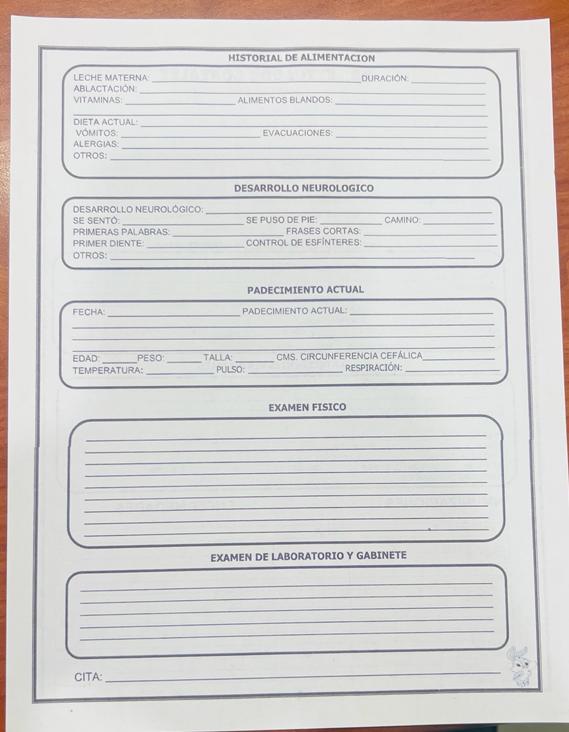 HISTORIAL DE ALIMENTACION
LECHE MATERNA: DURACIÓN:
ABLACTACIÓN:
VITAMINAS: ALIMENTOS BLANDOS:
DIETA ACTUAL:
VÓMITOS: EVACUACIONES:
ALERGIAS:
OTROS:
DESARROLLO NEUROLOGICO
DESARROLLO NEUROLÓGICO:
SE SENTÓ: SE PUSO DE PIE: CAMINO:
PRIMERAS PALABRAS: FRASES CORTAS:
PRIMER DIENTE: CONTROL DE ESFÍNTERES:
OTROS:
PADECIMIENTO ACTUAL
FECHA: PADECIMIENTO ACTUAL:
EDAD: PESO: TALLA: CMS. CIRCUNFERENCIA CEFÁLICA
TEMPERATURA: PULSO: RESPIRACIÓN:
EXAMEN FISICO
EXAMEN DE LABORATORIO Y GABINETE
CITA: